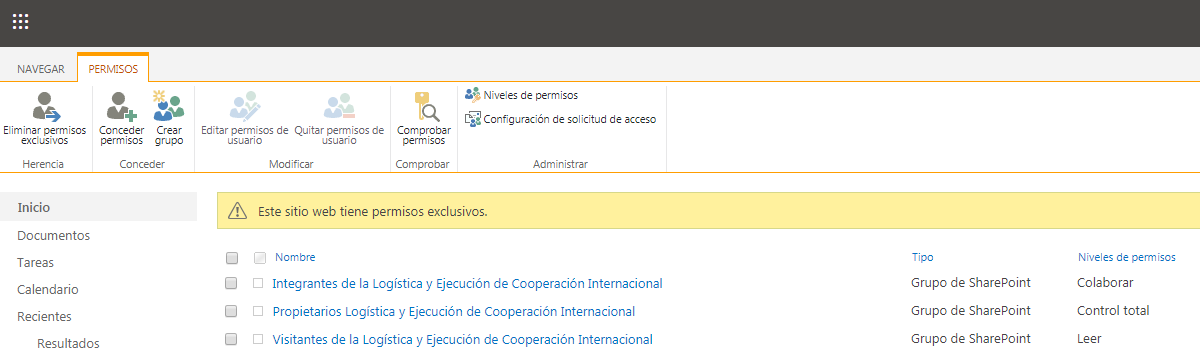 NAVEGAR PERMISOS
Eliminar permisos exclusivos
Conceder permisos
Crear grupo
Editar permisos de usuario
Quitar permisos de usuario
Comprobar permisos
Niveles de permisos
Configuración de solicitud de acceso
Herencia Conceder Modificar Comprobar Administrar
Inicio
Documentos
Tareas
Calendario
Recientes
Resultados
Este sitio web tiene permisos exclusivos.
Nombre Tipo Niveles de permisos
Integrantes de la Logística y Ejecución de Cooperación Internacional Grupo de SharePoint Colaborar
Propietarios Logística y Ejecución de Cooperación Internacional Grupo de SharePoint Control total
Visitantes de la Logística y Ejecución de Cooperación Internacional Grupo de SharePoint Leer